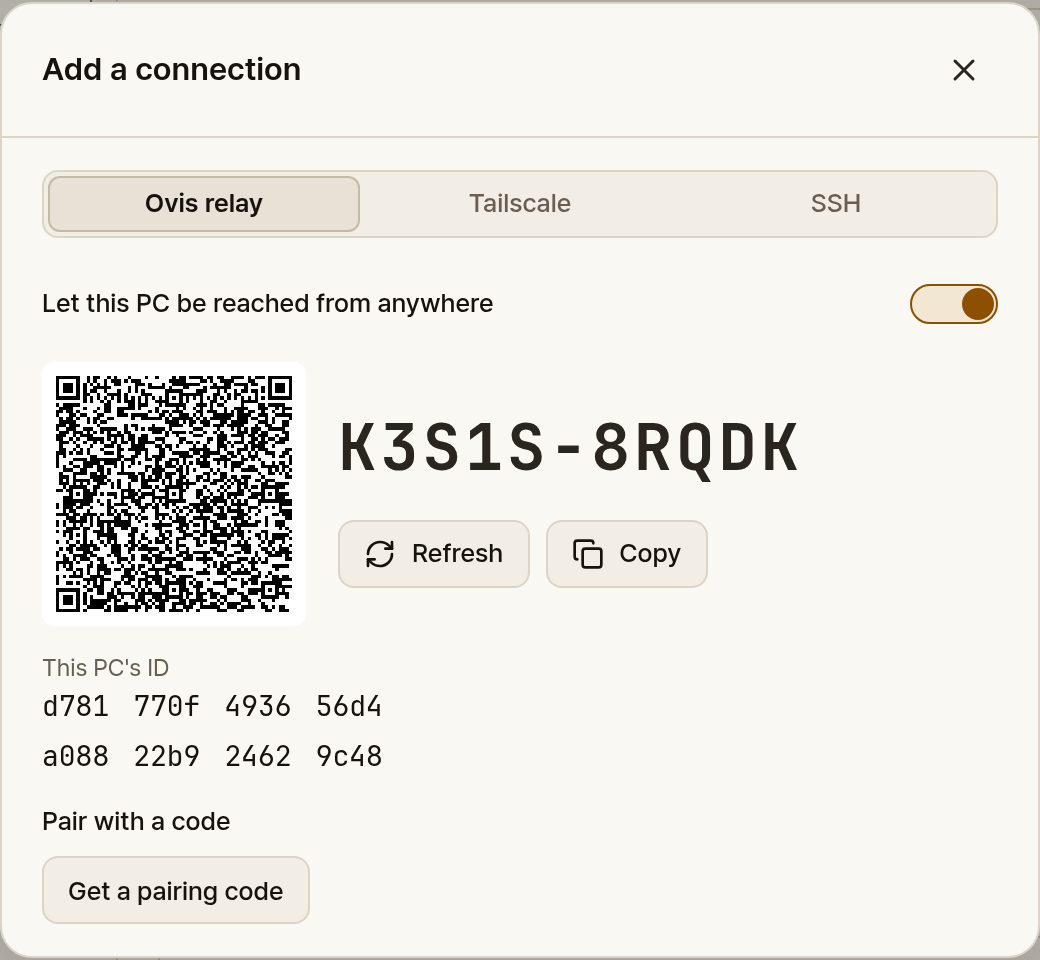 Add a connection
Ovis relay
Tailscale
SSH
Let this PC be reached from anywhere
K3S1S-8RQDK
Refresh
Copy
This PC's ID
d781 770f 4936 56d4
a088 22b9 2462 9c48
Pair with a code
Get a pairing code